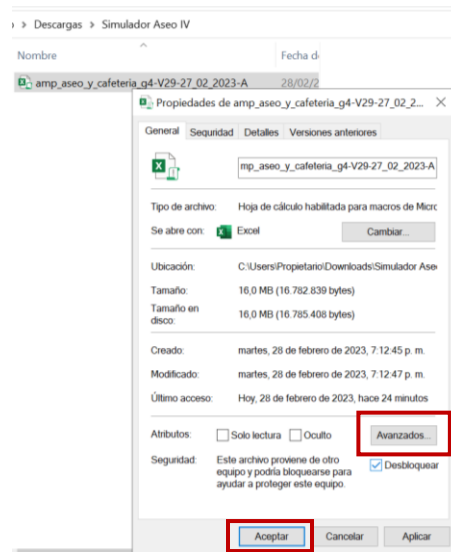 › Descargas › Simulador Aseo IV
Nombre
Fecha d
amp_aseo_y_cafeteria_g4-V29-27_02_2023-A 28/02/2
Propiedades de amp_aseo_y_cafeteria_g4-V29-27_02_2...
General Seguridad Detalles Versiones anteriores
mp_aseo_y_cafeteria_g4-V29-27_02_2023-A
Tipo de archivo: Hoja de cálculo habilitada para macros de Micrc
Se abre con: Excel Cambiar...
Ubicación: C:\Users\Propietario\Downloads\Simulador Ase
Tamaño: 16,0 MB (16.782.839 bytes)
Tamaño en
disco: 16,0 MB (16.785.408 bytes)
Creado: martes, 28 de febrero de 2023, 7:12:45 p. m.
Modificado: martes, 28 de febrero de 2023, 7:12:47 p. m.
Último acceso: Hoy, 28 de febrero de 2023, hace 24 minutos
Atributos: Solo lectura Oculto Avanzados...
Seguridad: Este archivo proviene de otro
equipo y podría bloquearse para
ayudar a proteger este equipo.
Desbloquear
Aceptar Cancelar Aplicar